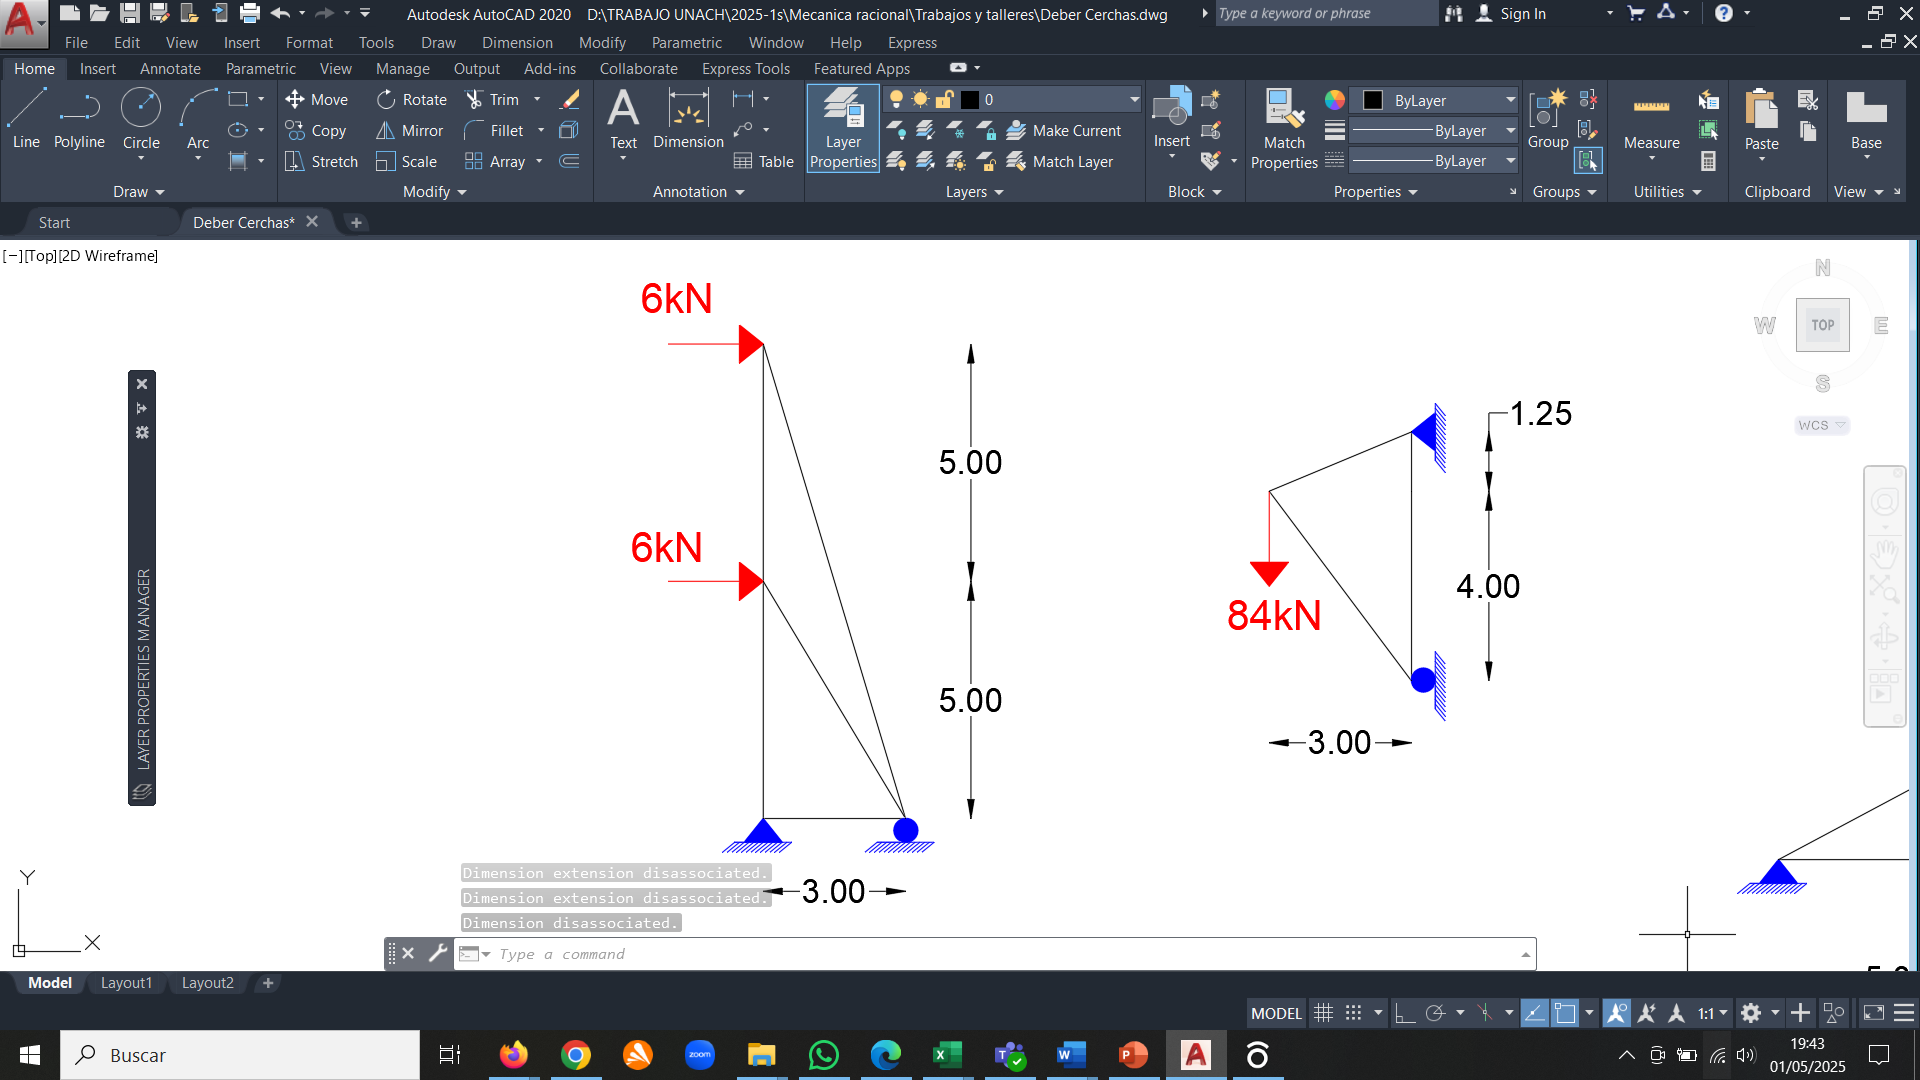 Autodesk AutoCAD 2020 D:\TRABAJO UNACH\2025-1s\Mecanica racional\Trabajos y talleres\Deber Cerchas.dwg
Type a keyword or phrase
Sign In
File Edit View Insert Format Tools Draw Dimension Modify Parametric Window Help Express
Home Insert Annotate Parametric View Manage Output Add-ins Collaborate Express Tools Featured Apps
Line Polyline Circle Arc
Draw
Move Rotate Trim
Copy Mirror Fillet
Stretch Scale Array
Modify
Text Dimension Table
Annotation
Layer Properties
0
Make Current
Match Layer
Layers
Insert
Block
Match Properties
ByLayer
ByLayer
ByLayer
Properties
Group
Groups
Measure
Utilities
Paste
Clipboard
Base
View
Start
Deber Cerchas*
[−][Top][2D Wireframe]
6kN
6kN
5.00
5.00
3.00
1.25
4.00
84kN
3.00
N
W TOP E
S
WCS
LAYER PROPERTIES MANAGER
Y
X
Dimension extension disassociated.
Dimension extension disassociated.
Dimension disassociated.
Type a command
Model Layout1 Layout2
MODEL
1:1
Buscar
zoom
19:43
01/05/2025